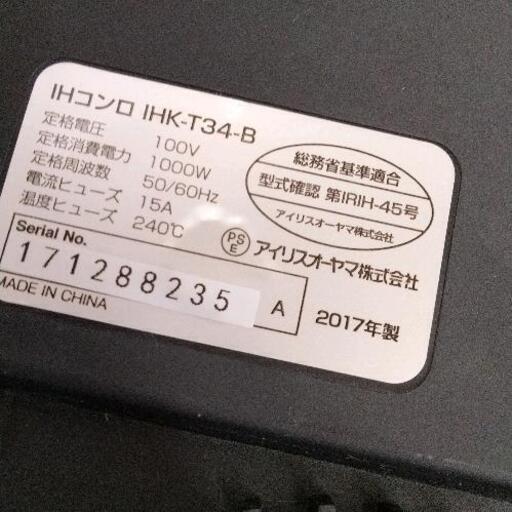 IHコンロ IHK-T34-B
定格電圧 100V
定格消費電力 1000W
定格周波数 50/60Hz
電流ヒューズ 15A
温度ヒューズ 240℃
総務省基準適合
型式確認 第IRIH-45号
アイリスオーヤマ株式会社
Serial No.
171288235 A
PSE アイリスオーヤマ株式会社
MADE IN CHINA
2017年製